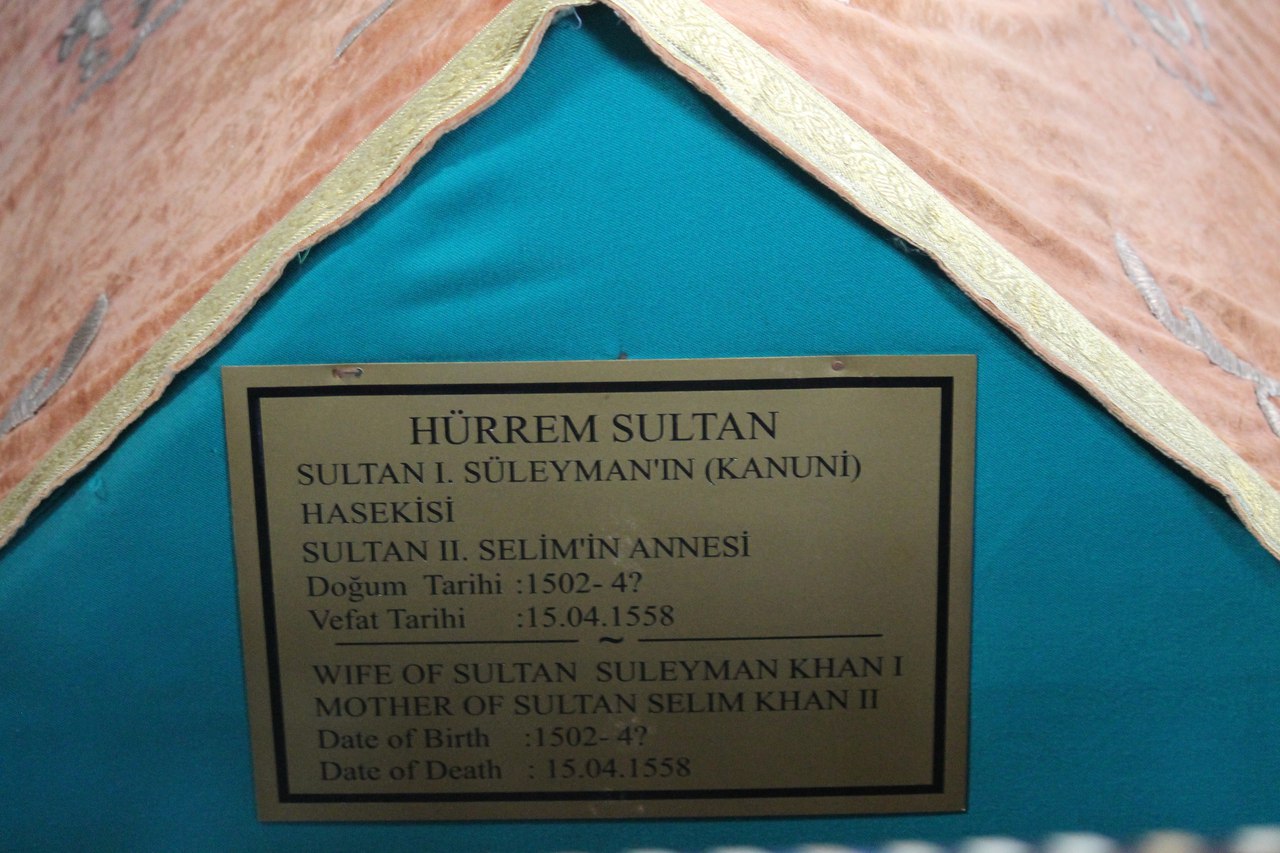 HÜRREM SULTAN
SULTAN I. SÜLEYMAN'IN (KANUNİ)
HASEKİSİ
SULTAN II. SELİM'İN ANNESİ
Doğum Tarihi :1502- 4?
Vefat Tarihi :15.04.1558
~
WIFE OF SULTAN SULEYMAN KHAN I
MOTHER OF SULTAN SELIM KHAN II
Date of Birth :1502- 4?
Date of Death : 15.04.1558